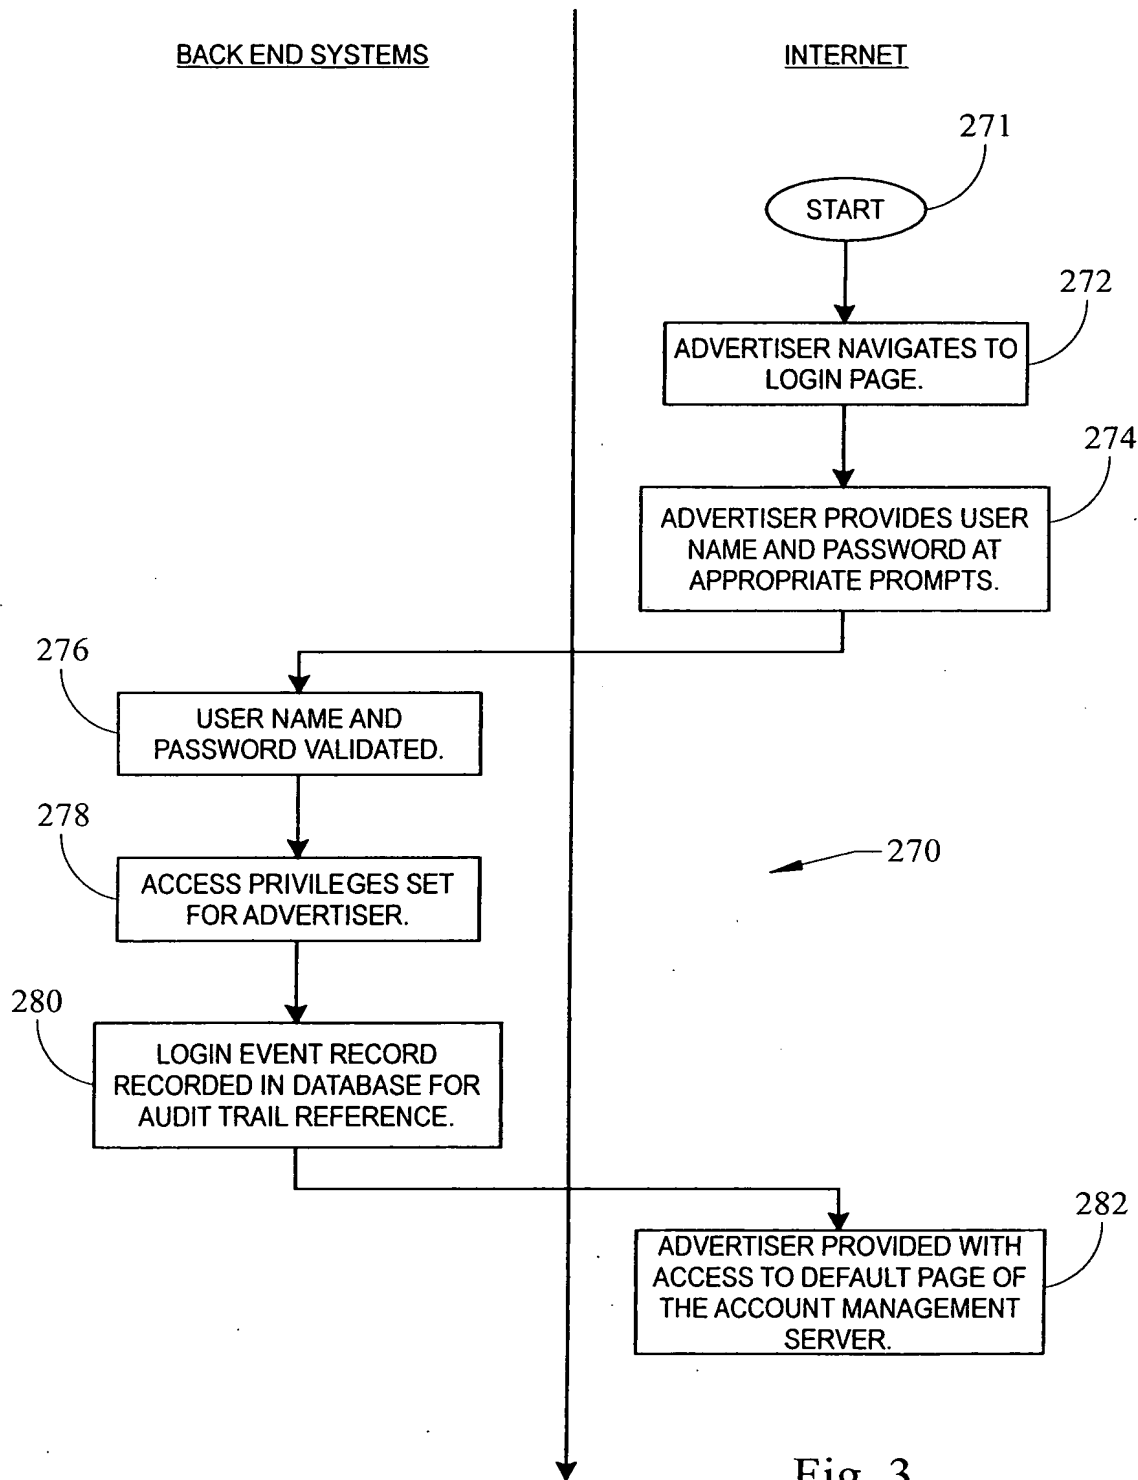 BACK END SYSTEMS
INTERNET
271
START
272
ADVERTISER NAVIGATES TO
LOGIN PAGE.
274
ADVERTISER PROVIDES USER
NAME AND PASSWORD AT
APPROPRIATE PROMPTS.
276
USER NAME AND
PASSWORD VALIDATED.
278
ACCESS PRIVILEGES SET
FOR ADVERTISER.
270
280
LOGIN EVENT RECORD
RECORDED IN DATABASE FOR
AUDIT TRAIL REFERENCE.
282
ADVERTISER PROVIDED WITH
ACCESS TO DEFAULT PAGE OF
THE ACCOUNT MANAGEMENT
SERVER.
Fig. 3